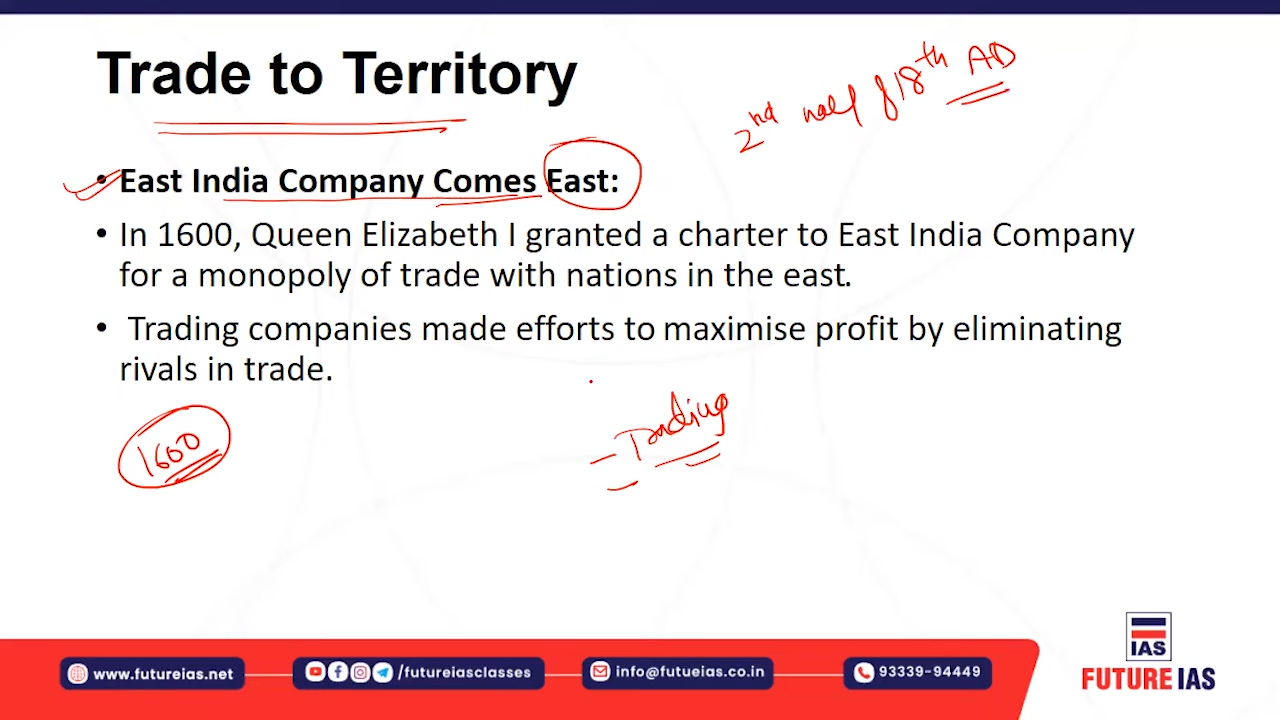 Trade to Territory
2nd half of 18th AD
• East India Company Comes East:
• In 1600, Queen Elizabeth I granted a charter to East India Company
for a monopoly of trade with nations in the east.
• Trading companies made efforts to maximise profit by eliminating
rivals in trade.
1600
- Trading
-
IAS
FUTURE IAS
www.futureias.net
/futureiasclasses
info@futueias.co.in
93339-94449